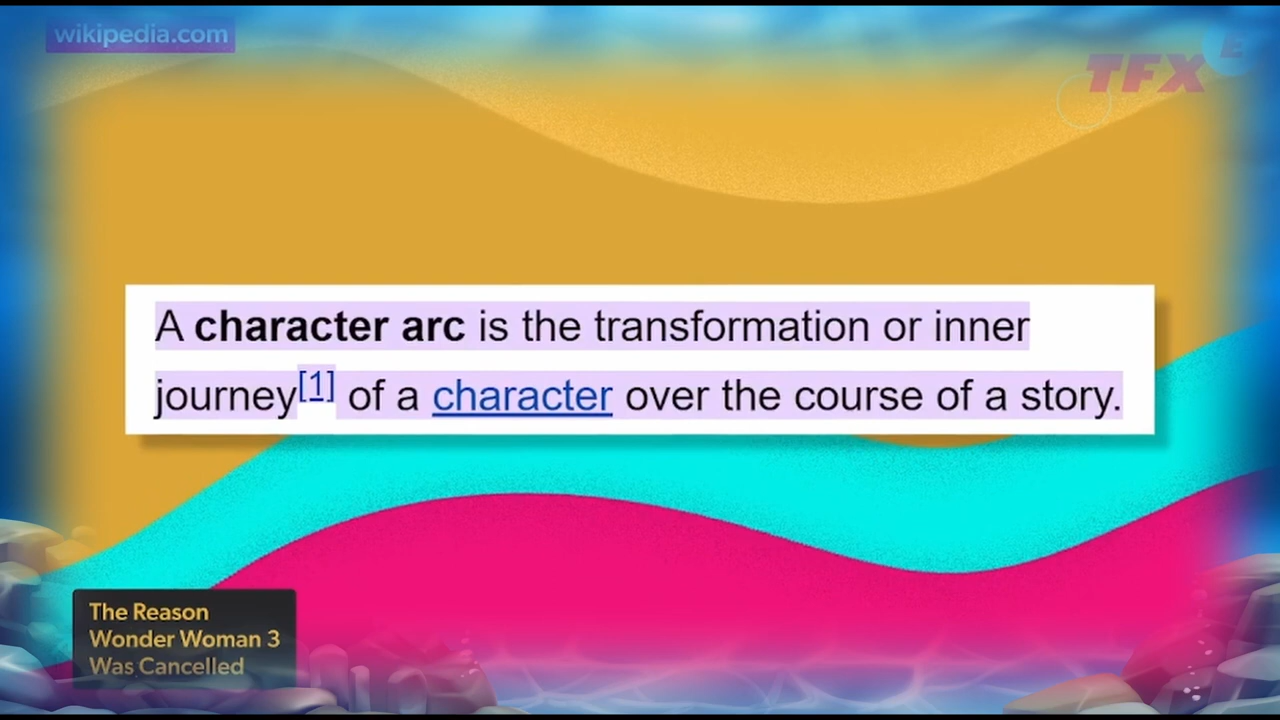 wikipedia.com
TFX
E
A character arc is the transformation or inner
journey[1] of a character over the course of a story.
The Reason
Wonder Woman 3
Was Cancelled